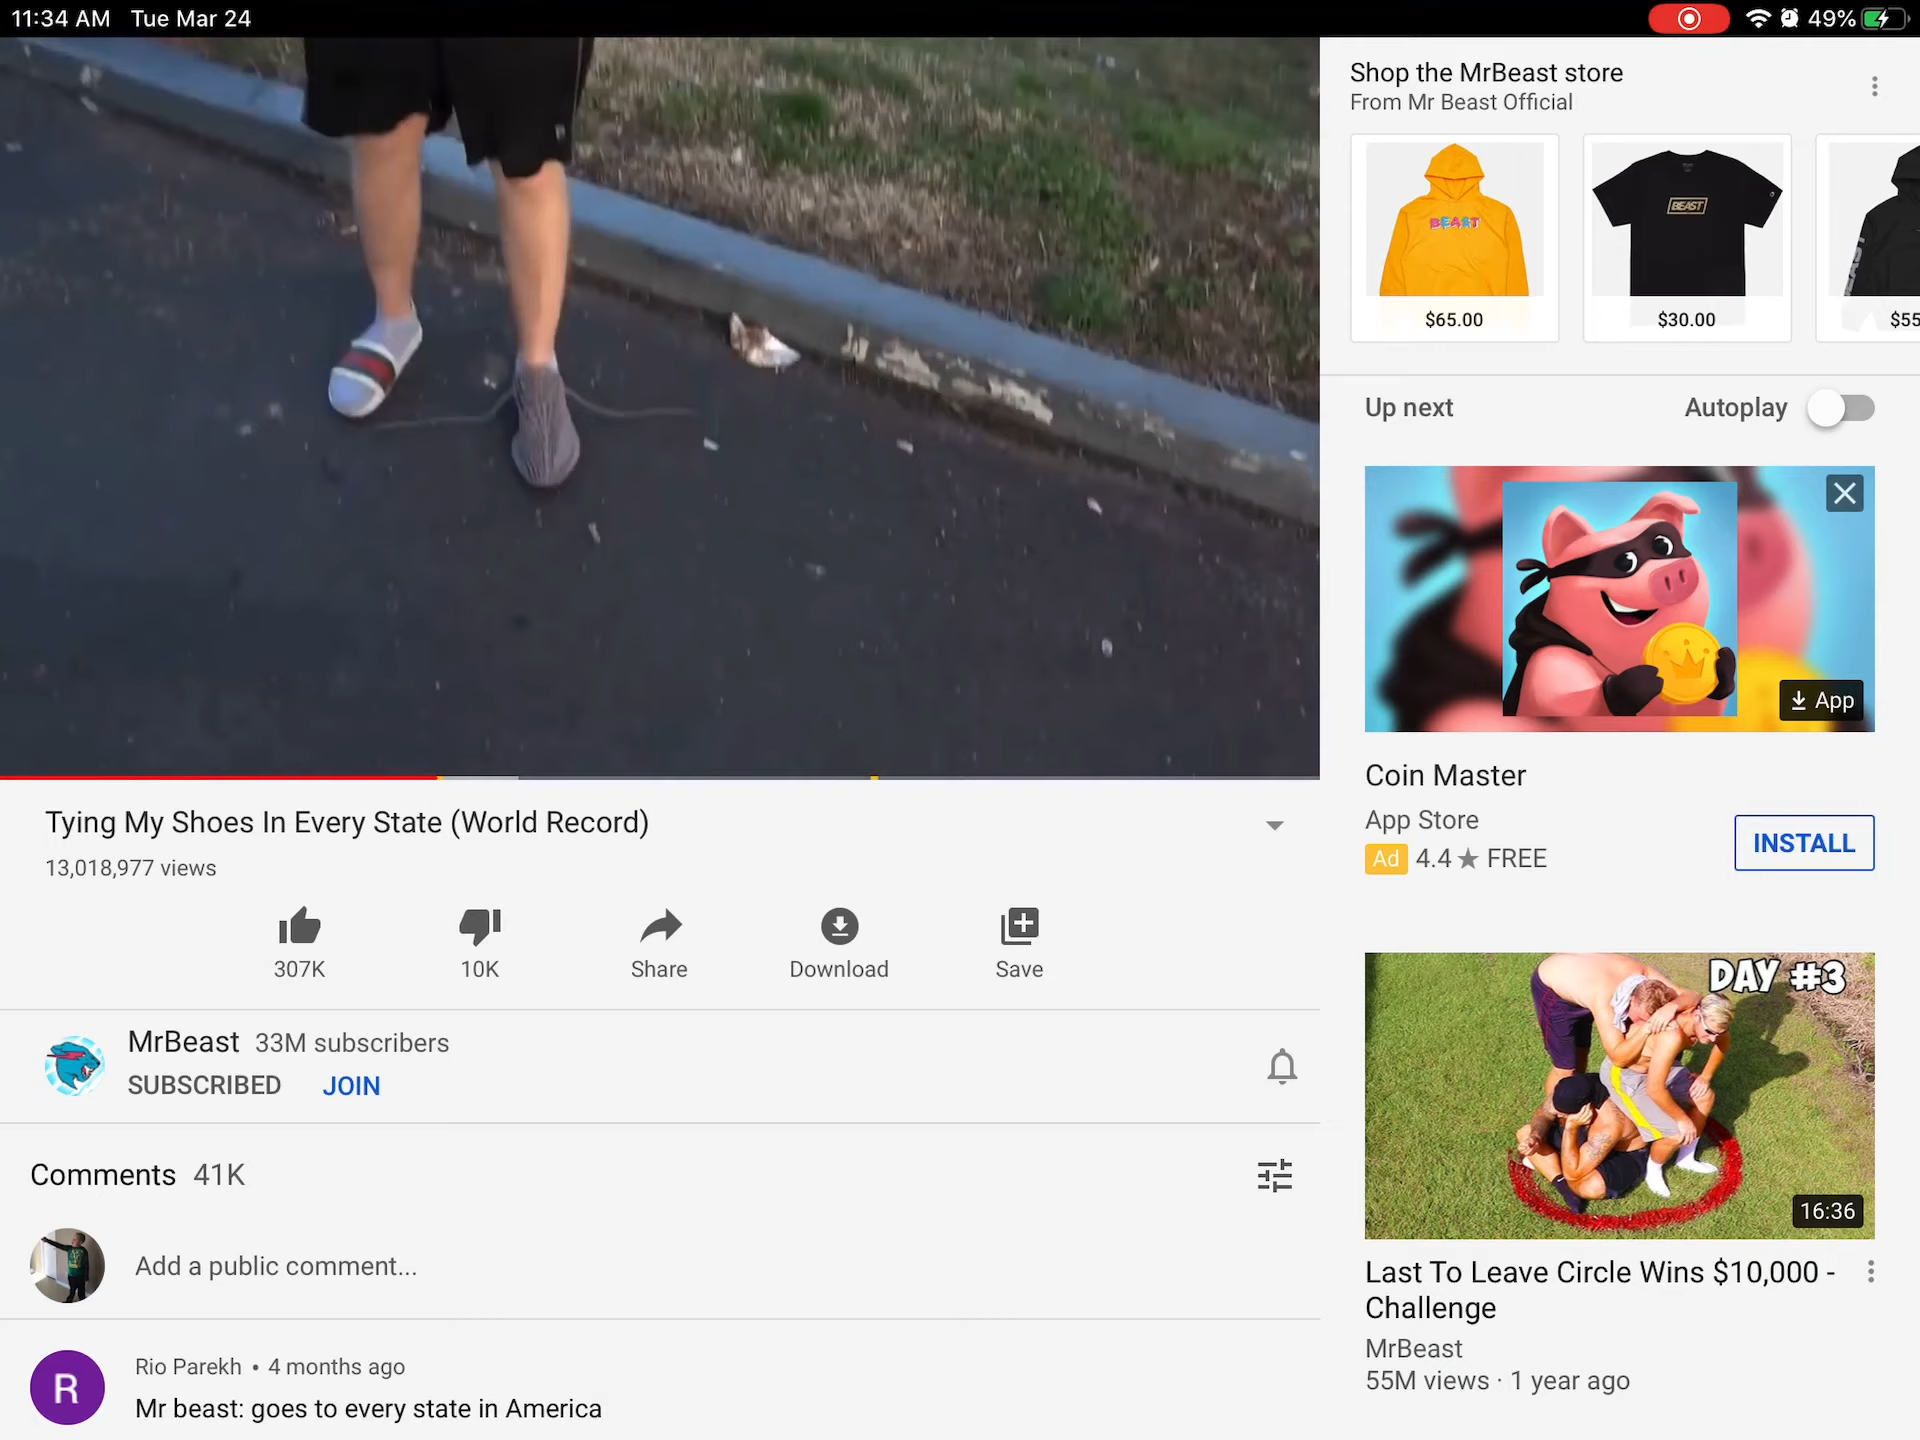 11:34 AM Tue Mar 24
49%
Shop the MrBeast store
From Mr Beast Official
BEAST
BEAST
$65.00
$30.00
$55
Up next
Autoplay
App
Coin Master
App Store
Ad 4.4 ★ FREE
INSTALL
DAY #3
16:36
Last To Leave Circle Wins $10,000 -
Challenge
MrBeast
55M views · 1 year ago
Tying My Shoes In Every State (World Record)
13,018,977 views
307K
10K
Share
Download
Save
MrBeast 33M subscribers
SUBSCRIBED JOIN
Comments 41K
Add a public comment...
R
Rio Parekh • 4 months ago
Mr beast: goes to every state in America